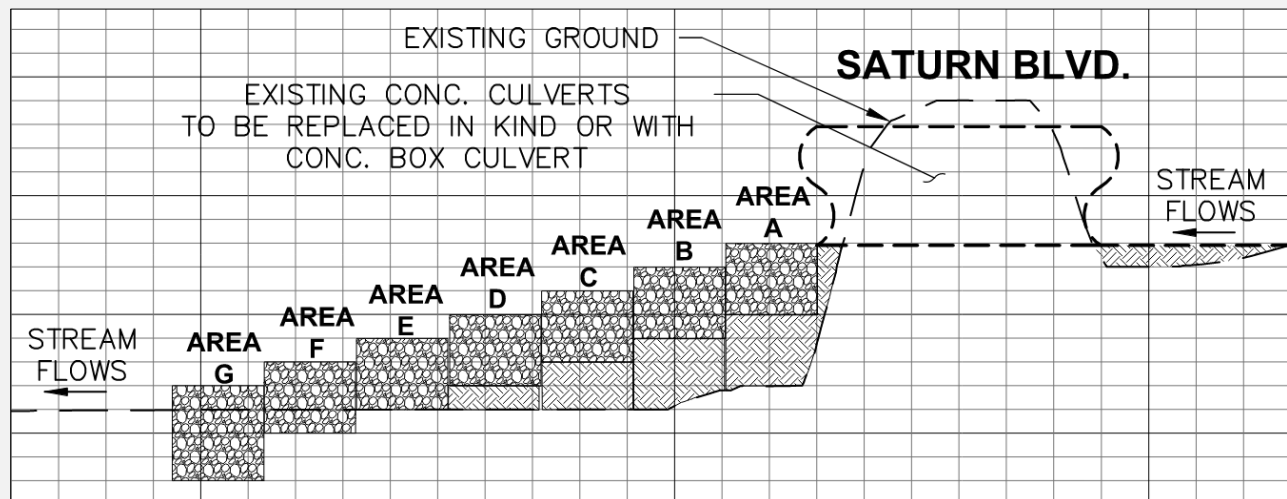 EXISTING GROUND
SATURN BLVD.
EXISTING CONC. CULVERTS
TO BE REPLACED IN KIND OR WITH
CONC. BOX CULVERT
STREAM
FLOWS
AREA
A
AREA
B
AREA
C
AREA
D
AREA
E
AREA
F
AREA
G
STREAM
FLOWS